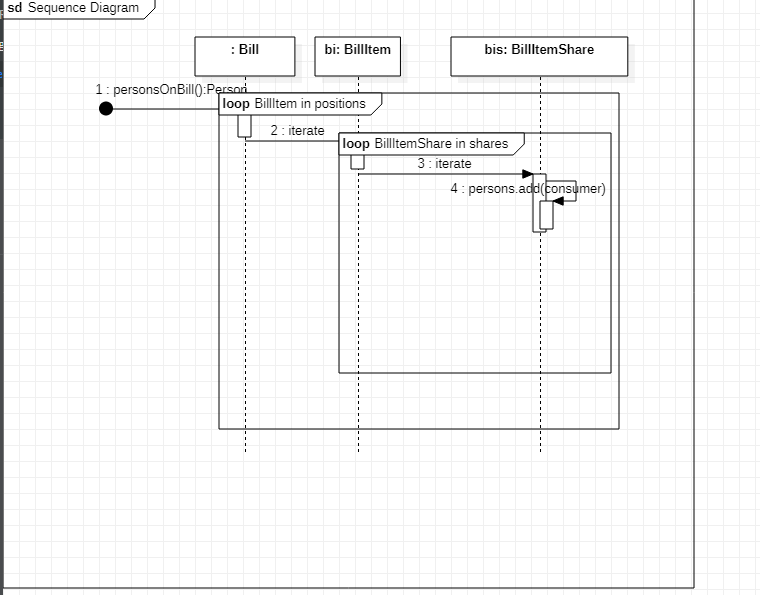 sd Sequence Diagram
: Bill
bi: BillItem
bis: BillItemShare
1 : personsOnBill():Person
loop BillItem in positions
2 : iterate
loop BillItemShare in shares
3 : iterate
4 : persons.add(consumer)